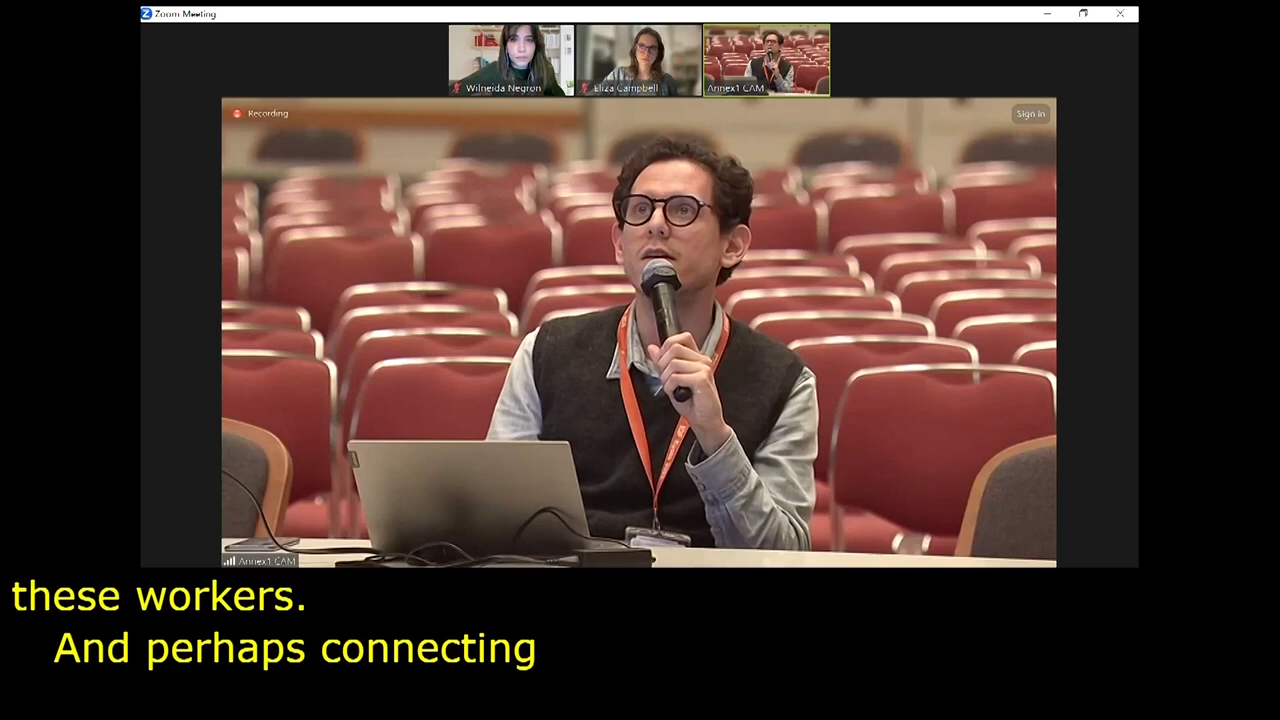 Zoom Meeting
Wilneida Negron
Eliza Campbell
Annex1 CAM
Recording
Sign in
Annex1 CAM
these workers.
And perhaps connecting